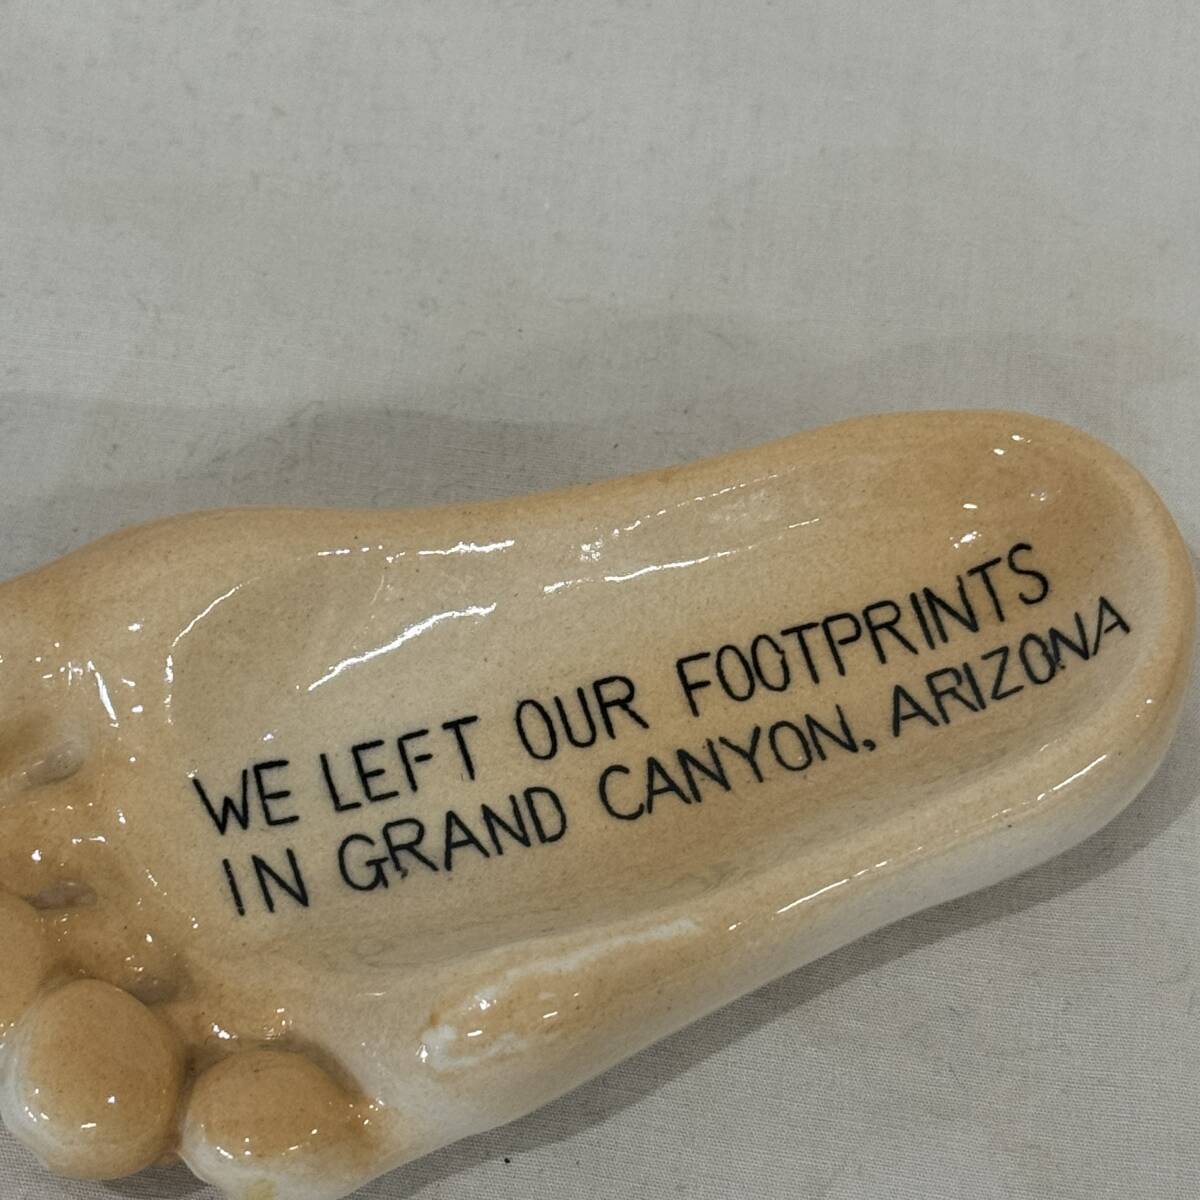 WE LEFT OUR FOOTPRINTS
IN GRAND CANYON, ARIZONA